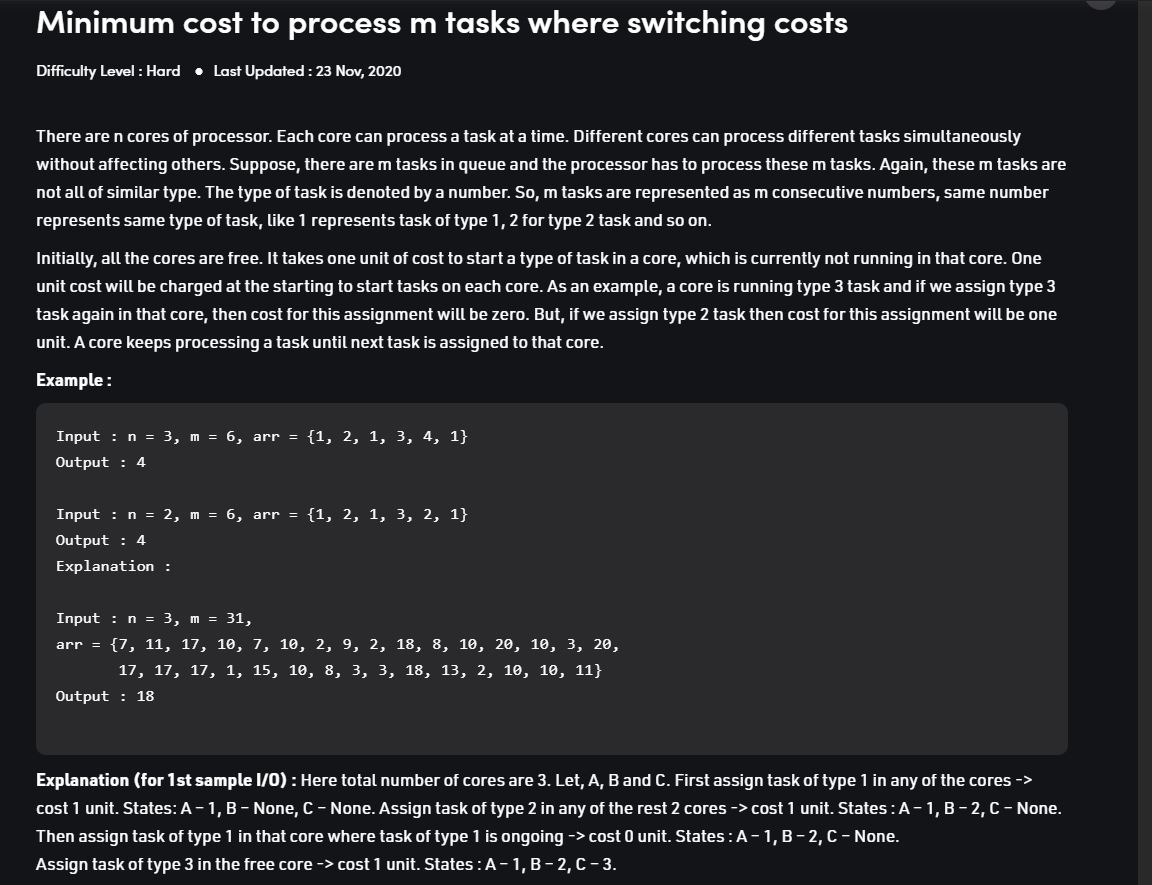 Minimum cost to process m tasks where switching costs
Difficulty Level : Hard ● Last Updated : 23 Nov, 2020
There are n cores of processor. Each core can process a task at a time. Different cores can process different tasks simultaneously
without affecting others. Suppose, there are m tasks in queue and the processor has to process these m tasks. Again, these m tasks are
not all of similar type. The type of task is denoted by a number. So, m tasks are represented as m consecutive numbers, same number
represents same type of task, like 1 represents task of type 1, 2 for type 2 task and so on.
Initially, all the cores are free. It takes one unit of cost to start a type of task in a core, which is currently not running in that core. One
unit cost will be charged at the starting to start tasks on each core. As an example, a core is running type 3 task and if we assign type 3
task again in that core, then cost for this assignment will be zero. But, if we assign type 2 task then cost for this assignment will be one
unit. A core keeps processing a task until next task is assigned to that core.
Example :
Input : n = 3, m = 6, arr = {1, 2, 1, 3, 4, 1}
Output : 4
Input : n = 2, m = 6, arr = {1, 2, 1, 3, 2, 1}
Output : 4
Explanation :
Input : n = 3, m = 31,
arr = {7, 11, 17, 10, 7, 10, 2, 9, 2, 18, 8, 10, 20, 10, 3, 20,
17, 17, 17, 1, 15, 10, 8, 3, 3, 18, 13, 2, 10, 10, 11}
Output : 18
Explanation (for 1st sample I/O) : Here total number of cores are 3. Let, A, B and C. First assign task of type 1 in any of the cores ->
cost 1 unit. States: A – 1, B – None, C – None. Assign task of type 2 in any of the rest 2 cores -> cost 1 unit. States : A – 1, B – 2, C – None.
Then assign task of type 1 in that core where task of type 1 is ongoing -> cost 0 unit. States : A – 1, B – 2, C – None.
Assign task of type 3 in the free core -> cost 1 unit. States : A – 1, B – 2, C – 3.